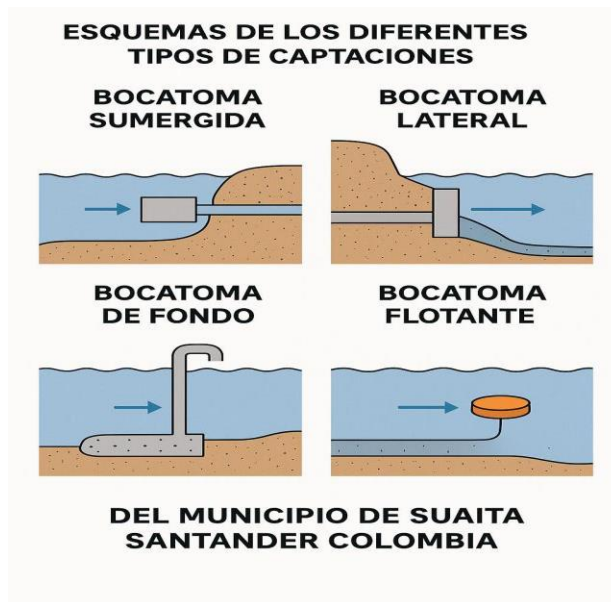 ESQUEMAS DE LOS DIFERENTES
TIPOS DE CAPTACIONES
BOCATOMA
SUMERGIDA
BOCATOMA
LATERAL
BOCATOMA
DE FONDO
BOCATOMA
FLOTANTE
DEL MUNICIPIO DE SUAITA
SANTANDER COLOMBIA